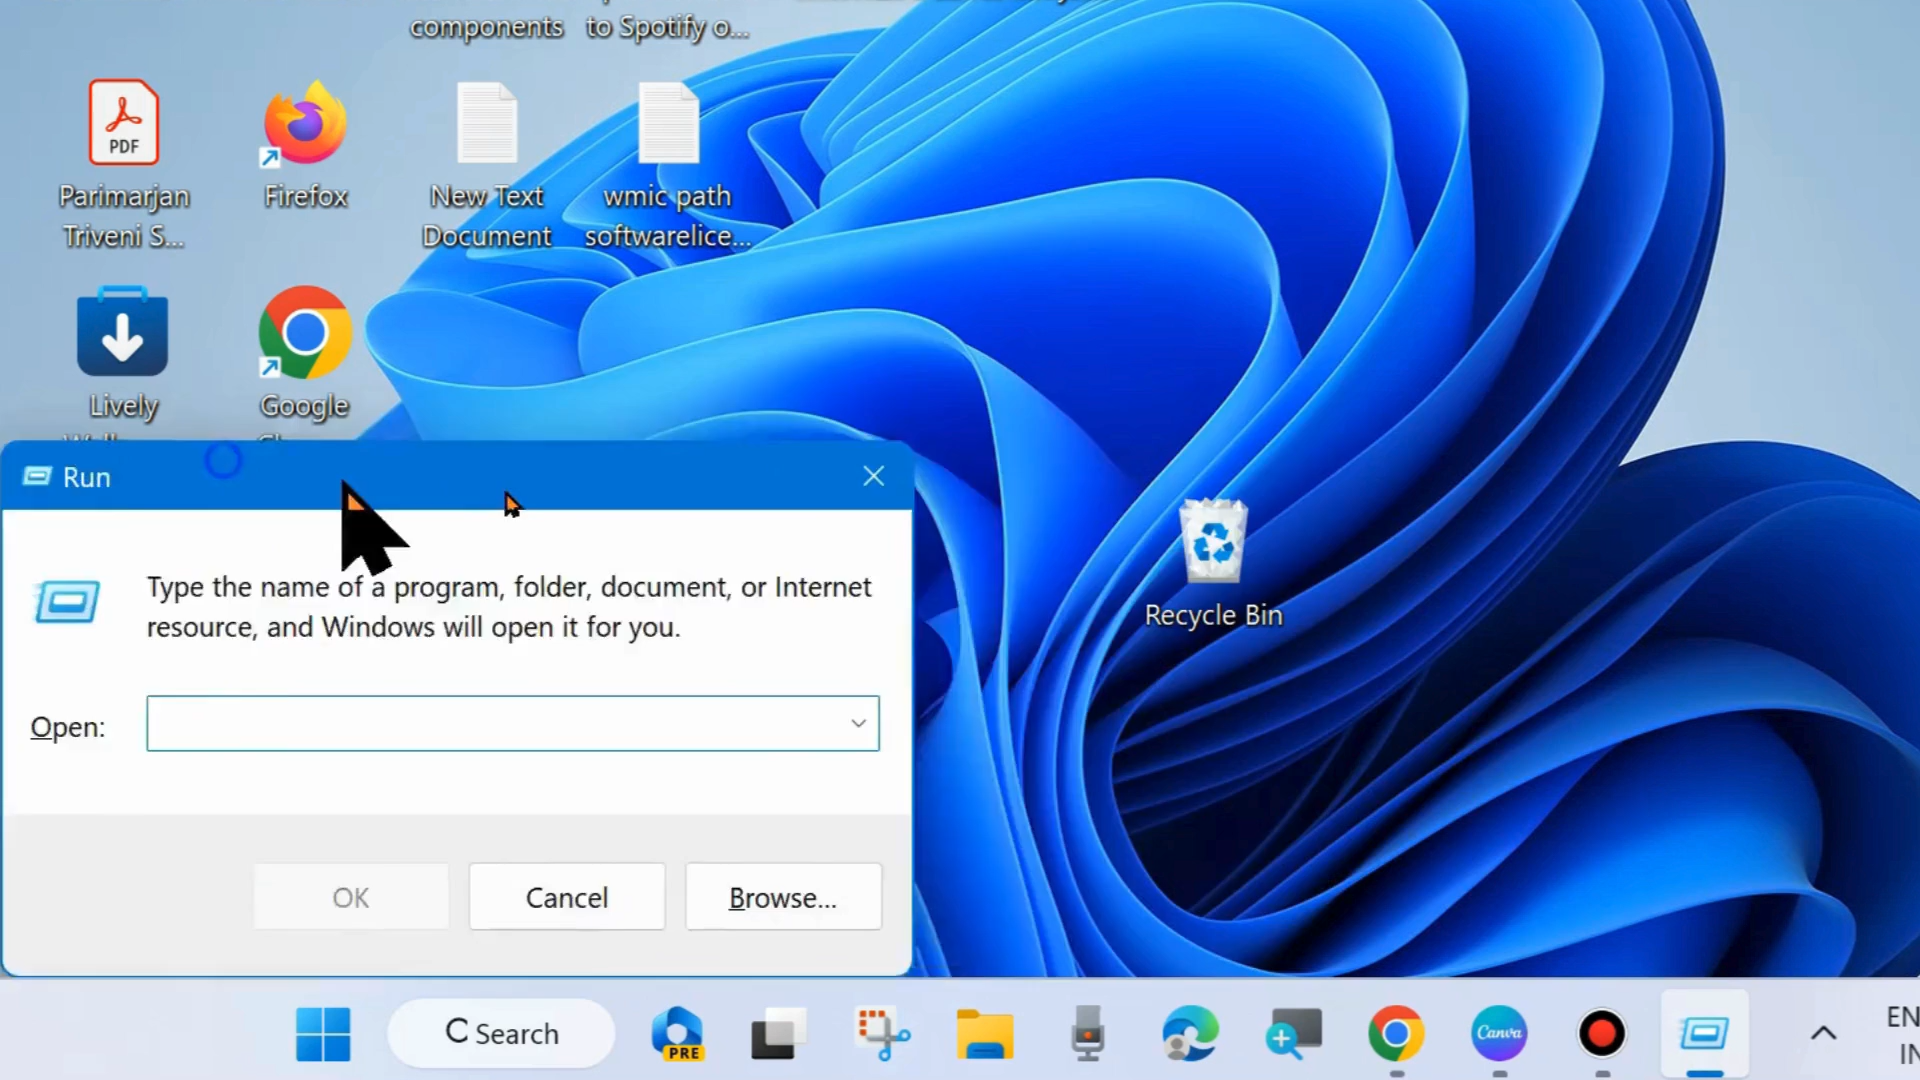 components
to Spotify o...
PDF
Parimarjan
Triveni S...
Firefox
New Text
Document
wmic path
softwarelice...
Lively
Google
Run
Type the name of a program, folder, document, or Internet
resource, and Windows will open it for you.
Open:
OK
Cancel
Browse...
Recycle Bin
Search
PRE
Canva
EN
IN